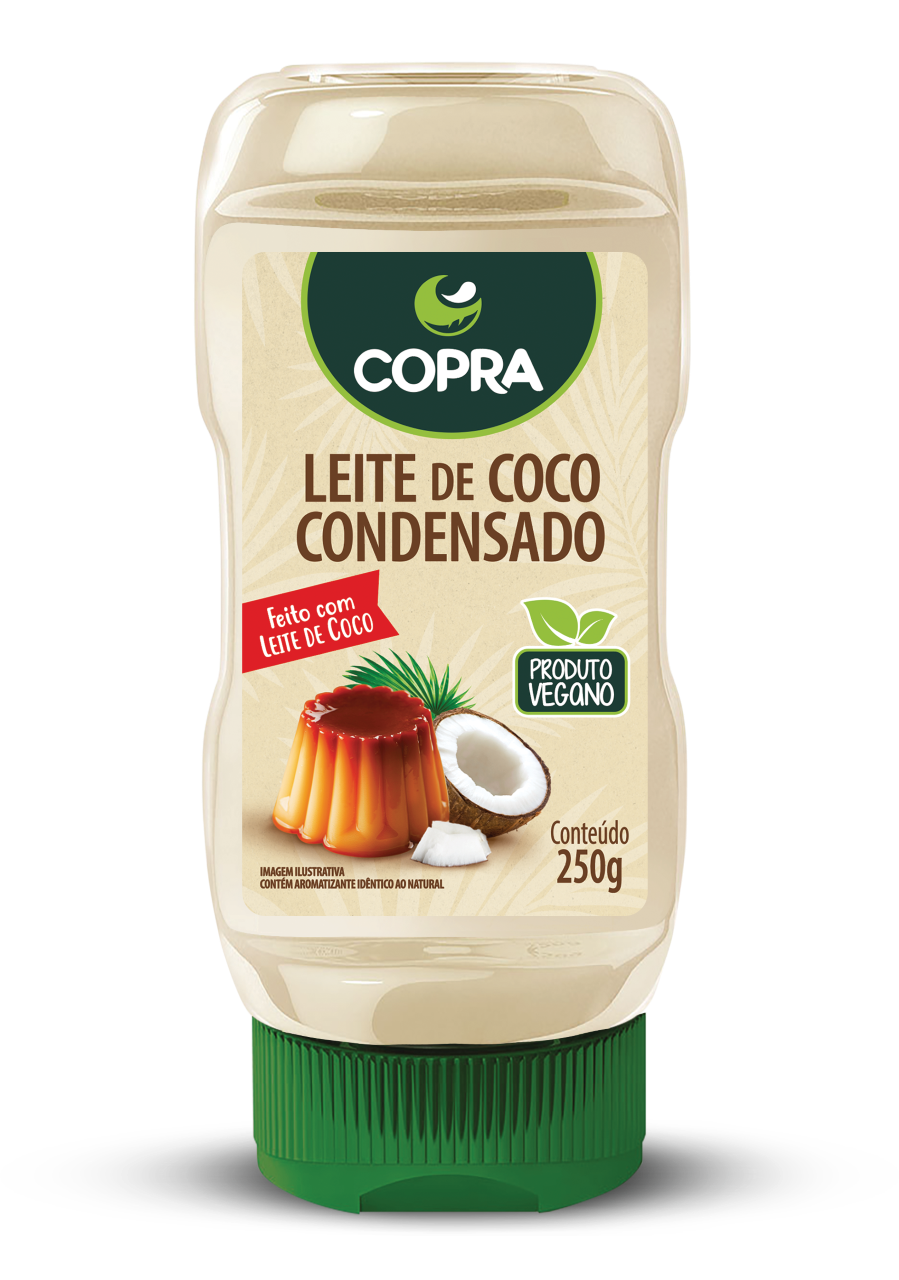 COPRA
LEITE DE COCO
CONDENSADO
Feito com
LEITE DE COCO
PRODUTO
VEGANO
Conteúdo
250g
IMAGEM ILUSTRATIVA
CONTÉM AROMATIZANTE IDÊNTICO AO NATURAL